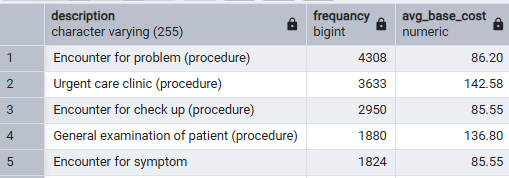 description frequancy avg_base_cost
character varying (255) bigint numeric
1 Encounter for problem (procedure) 4308 86.20
2 Urgent care clinic (procedure) 3633 142.58
3 Encounter for check up (procedure) 2950 85.55
4 General examination of patient (procedure) 1880 136.80
5 Encounter for symptom 1824 85.55